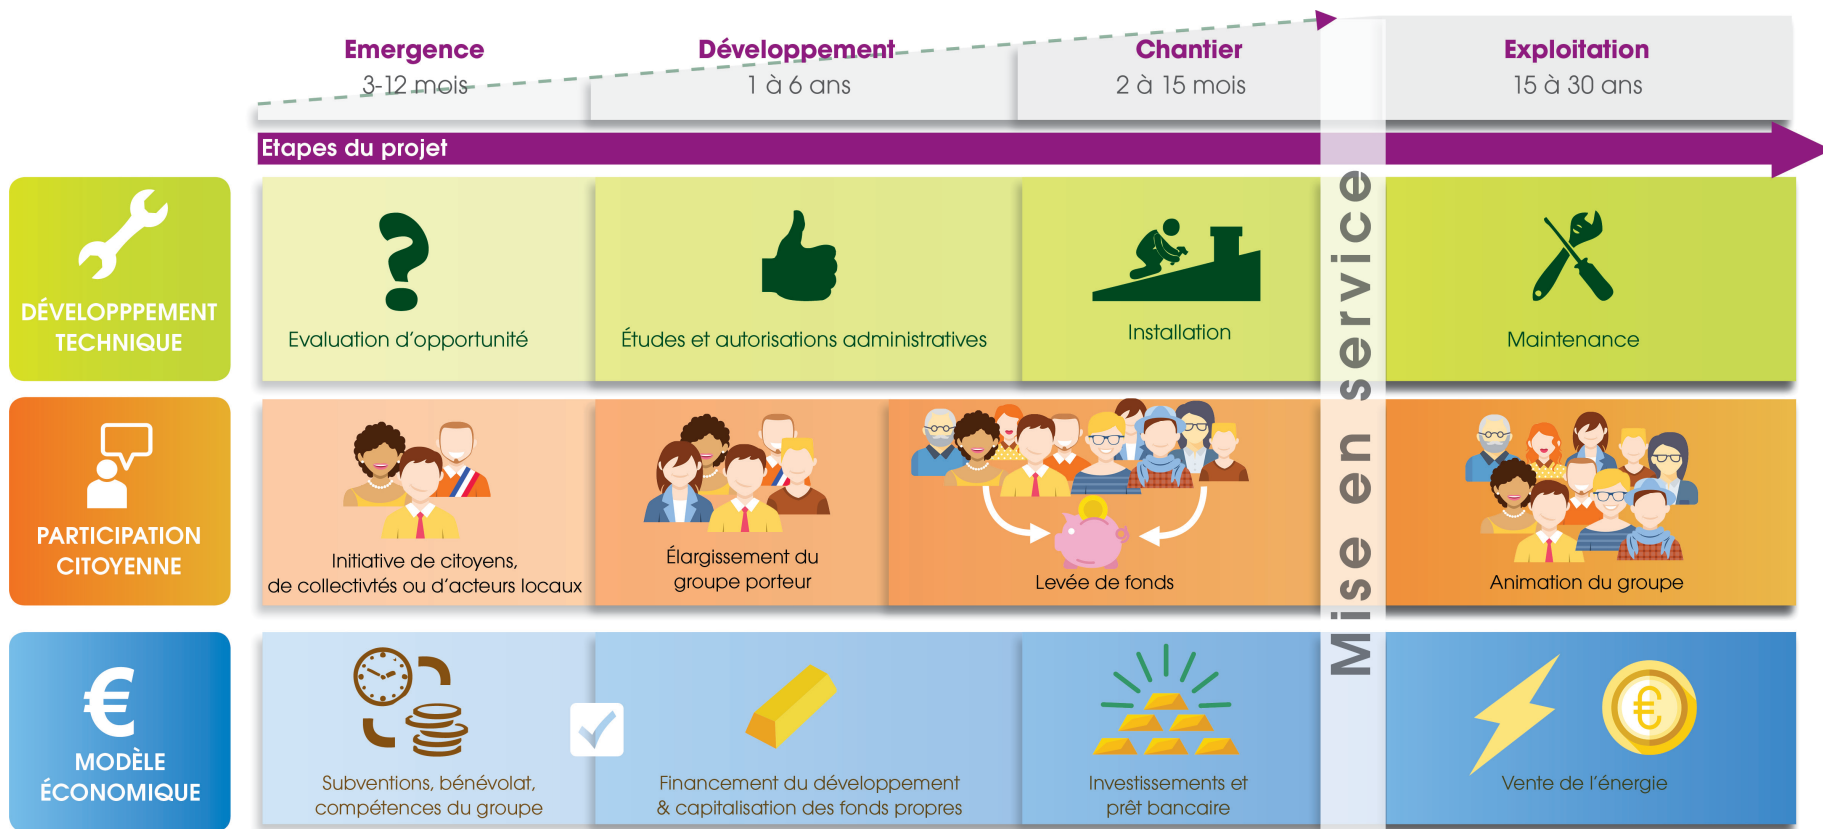 Emergence
3-12 mois
Développement
1 à 6 ans
Chantier
2 à 15 mois
Exploitation
15 à 30 ans
Etapes du projet
Mise en service
DÉVELOPPPEMENT
TECHNIQUE
Evaluation d'opportunité
Études et autorisations administratives
Installation
Maintenance
PARTICIPATION
CITOYENNE
Initiative de citoyens,
de collectivtés ou d'acteurs locaux
Élargissement du
groupe porteur
Levée de fonds
Animation du groupe
€
MODÈLE
ÉCONOMIQUE
Subventions, bénévolat,
compétences du groupe
Financement du développement
& capitalisation des fonds propres
Investissements et
prêt bancaire
€
Vente de l'énergie